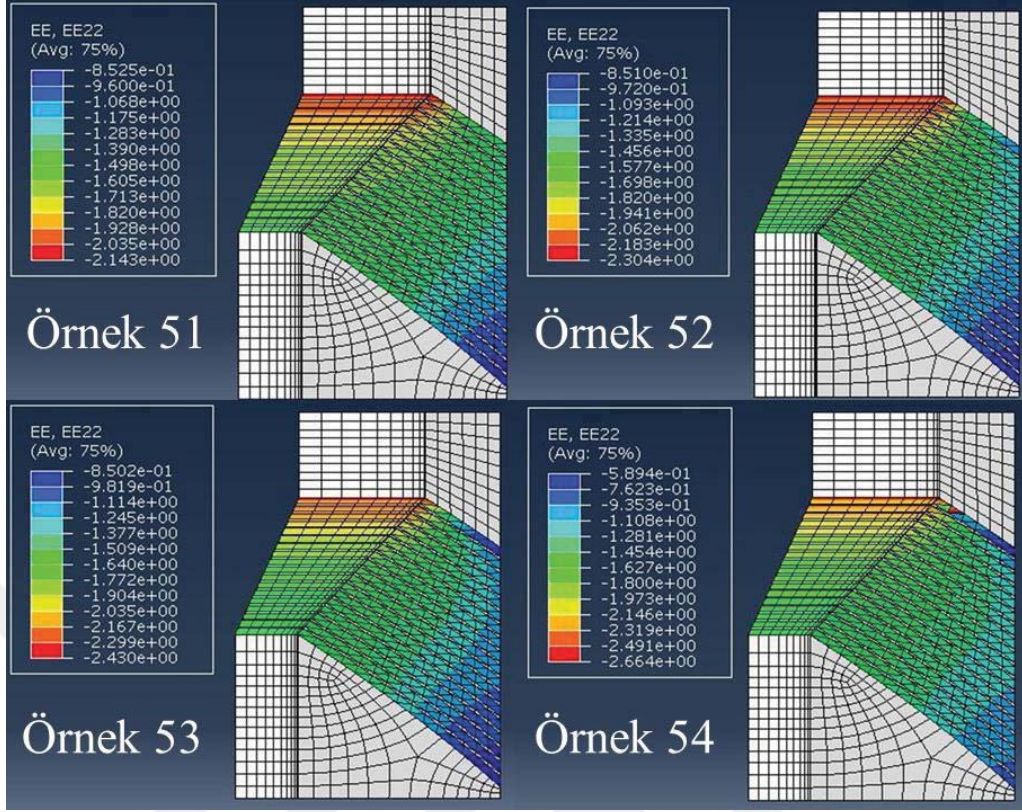 EE, EE22
(Avg: 75%)
-8.525e-01
-9.600e-01
-1.068e+00
-1.175e+00
-1.283e+00
-1.390e+00
-1.498e+00
-1.605e+00
-1.713e+00
-1.820e+00
-1.928e+00
-2.035e+00
-2.143e+00
Örnek 51
EE, EE22
(Avg: 75%)
-8.510e-01
-9.720e-01
-1.093e+00
-1.214e+00
-1.335e+00
-1.456e+00
-1.577e+00
-1.698e+00
-1.820e+00
-1.941e+00
-2.062e+00
-2.183e+00
-2.304e+00
Örnek 52
EE, EE22
(Avg: 75%)
-8.502e-01
-9.819e-01
-1.114e+00
-1.245e+00
-1.377e+00
-1.509e+00
-1.640e+00
-1.772e+00
-1.904e+00
-2.035e+00
-2.167e+00
-2.299e+00
-2.430e+00
Örnek 53
EE, EE22
(Avg: 75%)
-5.894e-01
-7.623e-01
-9.353e-01
-1.108e+00
-1.281e+00
-1.454e+00
-1.627e+00
-1.800e+00
-1.973e+00
-2.146e+00
-2.319e+00
-2.491e+00
-2.664e+00
Örnek 54